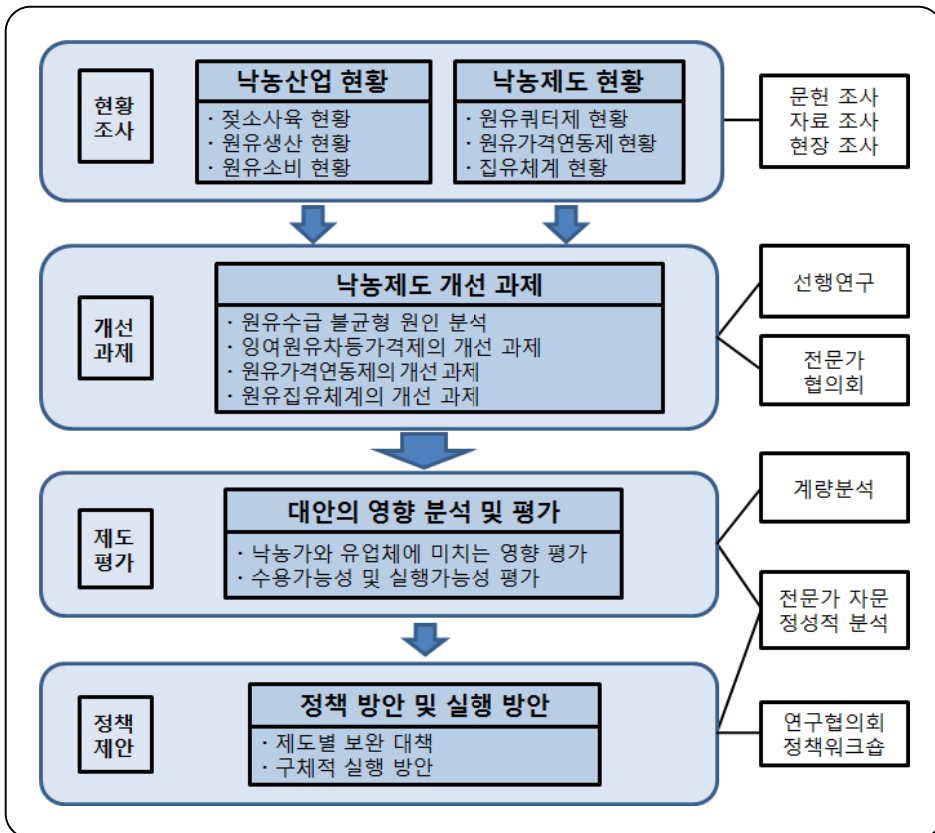 현황
조사
낙농산업 현황
· 젖소사육 현황
· 원유생산 현황
· 원유소비 현황
낙농제도 현황
· 원유쿼터제 현황
· 원유가격연동제 현황
· 집유체계 현황
문헌 조사
자료 조사
현장 조사
개선
과제
낙농제도 개선 과제
· 원유수급 불균형 원인 분석
· 잉여원유차등가격제의 개선 과제
· 원유가격연동제의 개선 과제
· 원유집유체계의 개선 과제
선행연구
전문가
협의회
제도
평가
대안의 영향 분석 및 평가
· 낙농가와 유업체에 미치는 영향 평가
· 수용가능성 및 실행가능성 평가
계량분석
전문가 자문
정성적 분석
정책
제안
정책 방안 및 실행 방안
· 제도별 보완 대책
· 구체적 실행 방안
연구협의회
정책워크숍